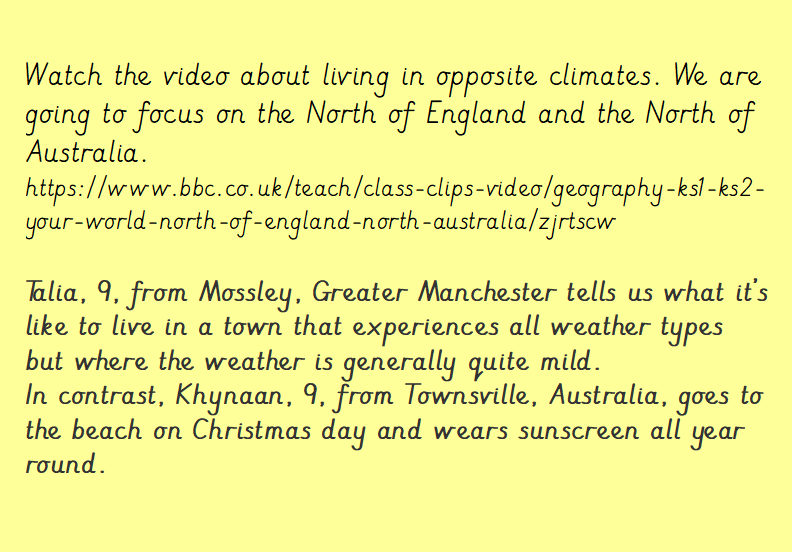 Watch the video about living in opposite climates. We are
going to focus on the North of England and the North of
Australia.
https://www.bbc.co.uk/teach/class-clips-video/geography-ks1-ks2-
your-world-north-of-england-north-australia/zjrtscw
Talia, 9, from Mossley, Greater Manchester tells us what it's
like to live in a town that experiences all weather types
but where the weather is generally quite mild.
In contrast, Khynaan, 9, from Townsville, Australia, goes to
the beach on Christmas day and wears sunscreen all year
round.